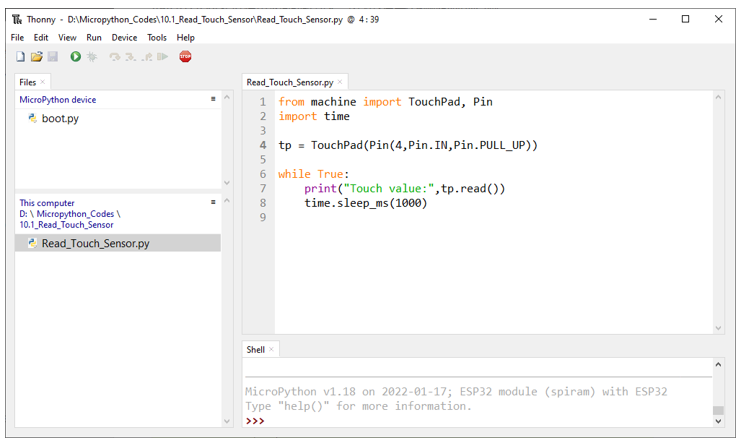 Thonny - D:\Micropython_Codes\10.1_Read_Touch_Sensor\Read_Touch_Sensor.py @ 4:39
File Edit View Run Device Tools Help
STOP
Files ×
MicroPython device
boot.py
This computer
D: \ Micropython_Codes \
10.1_Read_Touch_Sensor
Read_Touch_Sensor.py
Read_Touch_Sensor.py ×
1 from machine import TouchPad, Pin
2 import time
3
4 tp = TouchPad(Pin(4,Pin.IN,Pin.PULL_UP))
5
6 while True:
7     print("Touch value:",tp.read())
8     time.sleep_ms(1000)
9
Shell ×
MicroPython v1.18 on 2022-01-17; ESP32 module (spiram) with ESP32
Type "help()" for more information.
>>>